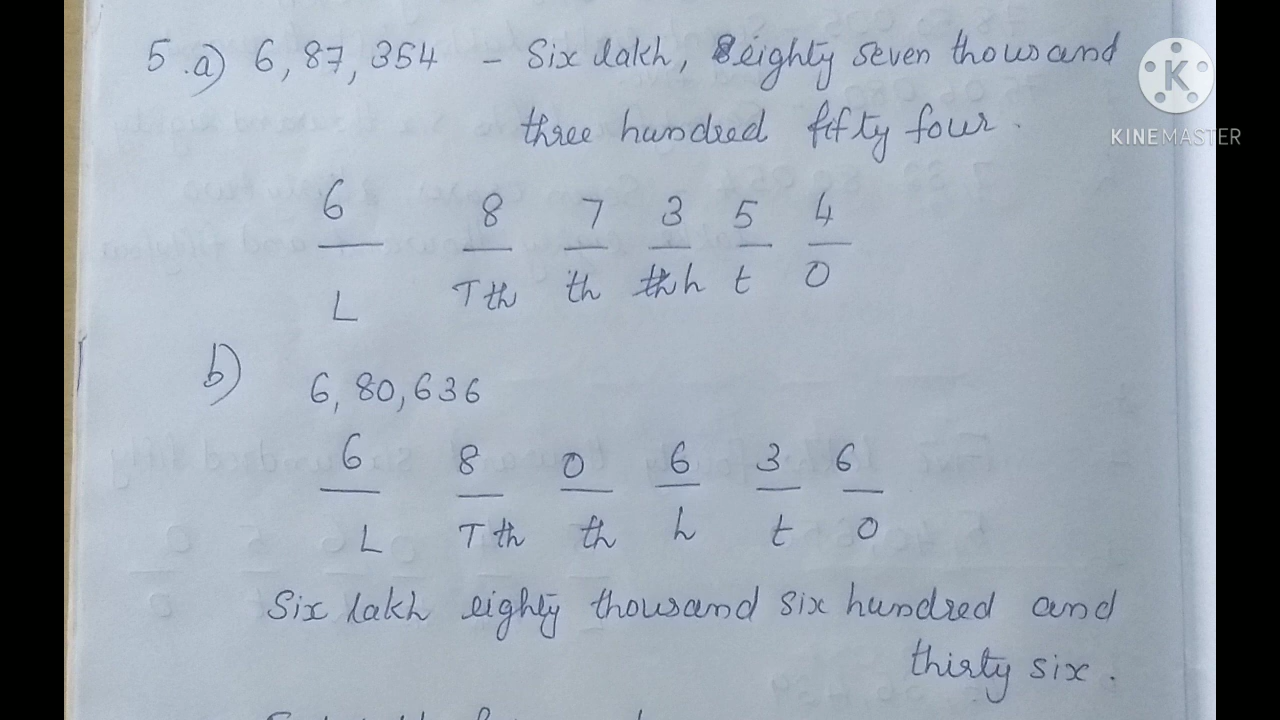 5.a) 6,87,354 - Six lakh, eighty seven thousand
three hundred fifty four.
K
KINEMASTER
6 8 7 3 5 4
L T th th h t O
b)
6,80,636
6 8 0 6 3 6
L T th th h t O
Six lakh eighty thousand six hundred and
thirty six.